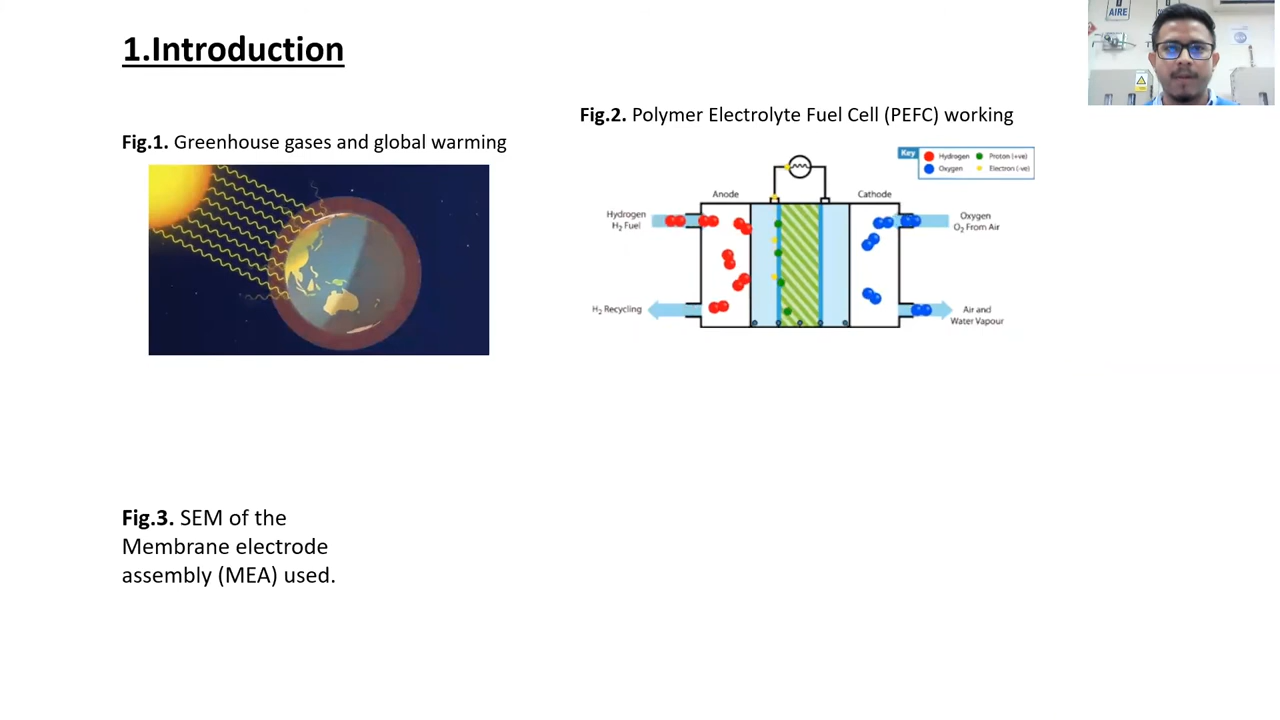 1.Introduction
AIRE
Fig.2. Polymer Electrolyte Fuel Cell (PEFC) working
Fig.1. Greenhouse gases and global warming
Key
Hydrogen
Proton (+ve)
Oxygen
Electron (-ve)
Anode
Cathode
Hydrogen
H₂ Fuel
Oxygen
O₂ From Air
H₂ Recycling
Air and
Water Vapour
Fig.3. SEM of the
Membrane electrode
assembly (MEA) used.